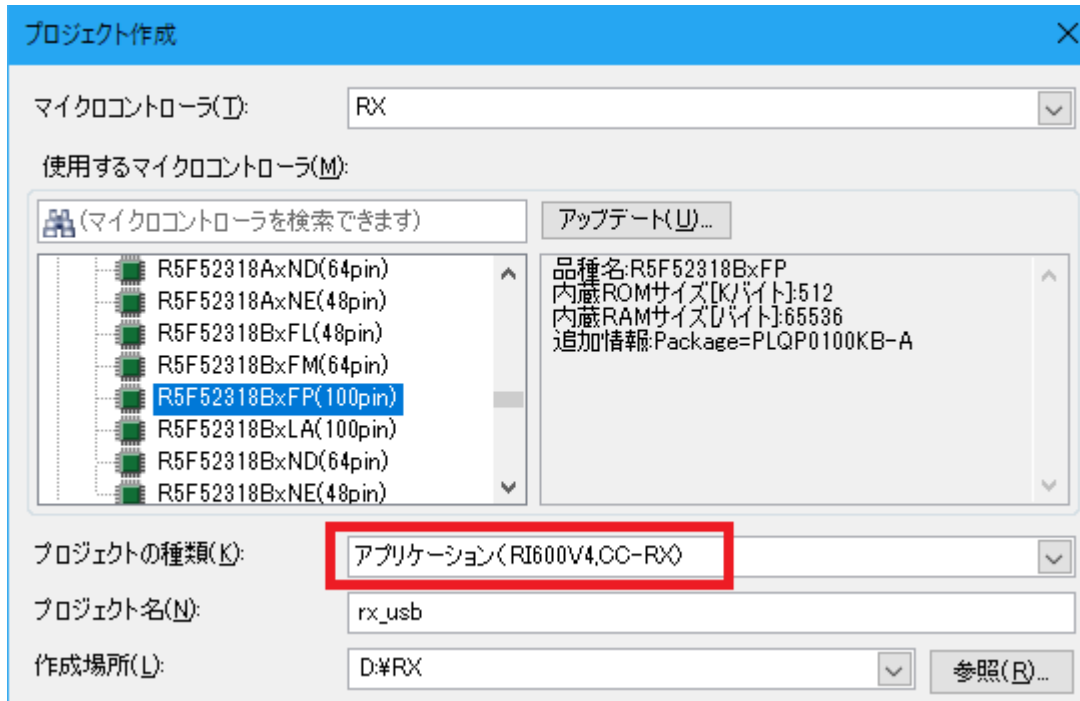 プロジェクト作成
マイクロコントローラ(T): RX
使用するマイクロコントローラ(M):
(マイクロコントローラを検索できます) アップデート(U)...
R5F52318AxND(64pin)
R5F52318AxNE(48pin)
R5F52318BxFL(48pin)
R5F52318BxFM(64pin)
R5F52318BxFP(100pin)
R5F52318BxLA(100pin)
R5F52318BxND(64pin)
R5F52318BxNE(48pin)
品種名:R5F52318BxFP
内蔵ROMサイズ[Kバイト]:512
内蔵RAMサイズ[バイト]:65536
追加情報:Package=PLQP0100KB-A
プロジェクトの種類(K): アプリケーション(RI600V4,CC-RX)
プロジェクト名(N): rx_usb
作成場所(L): D:¥RX 参照(R)...